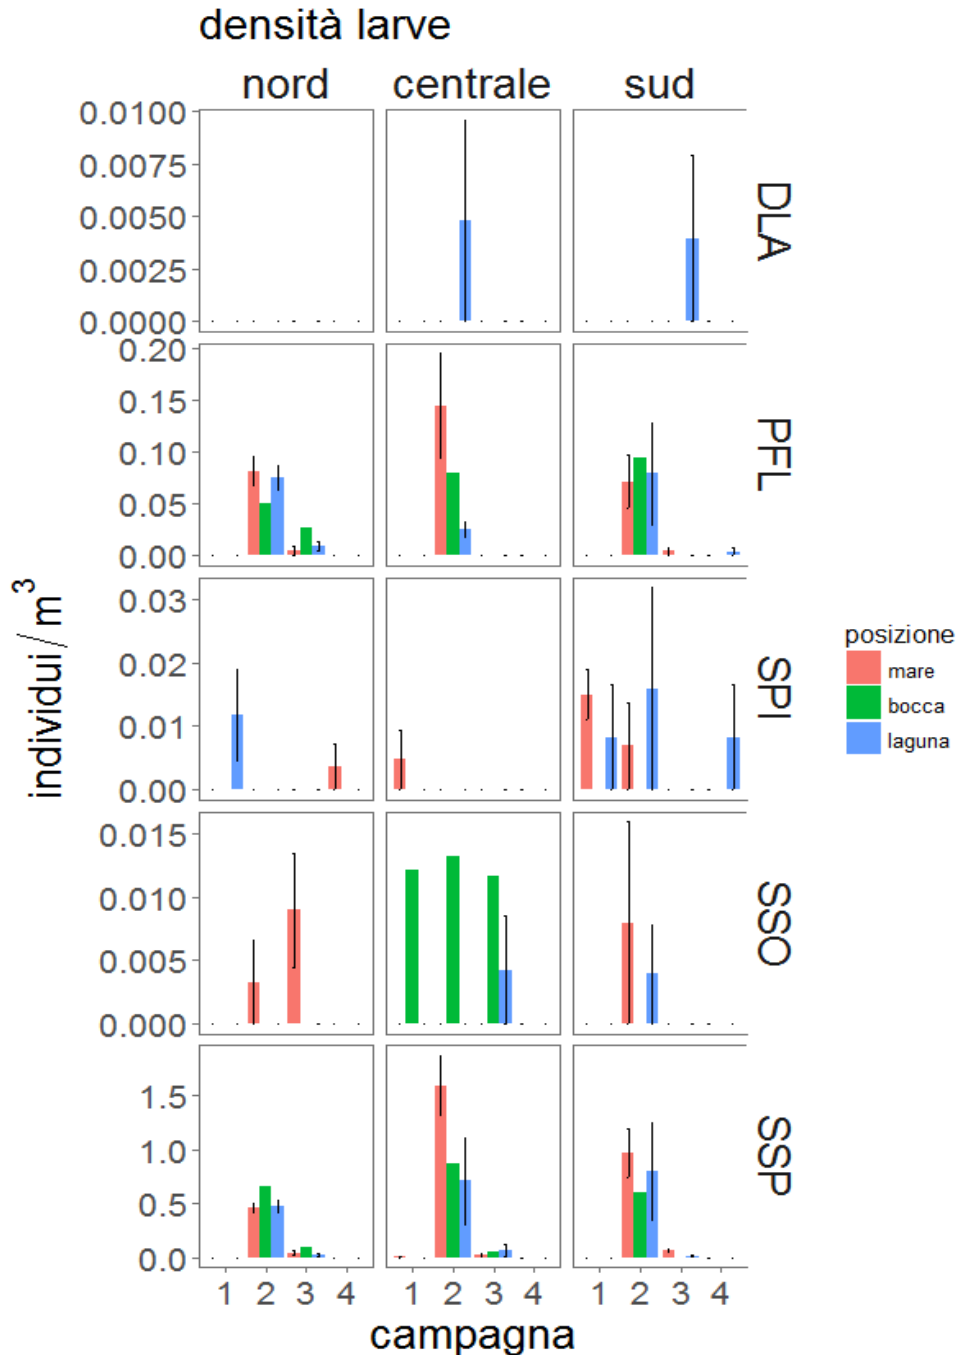 densità larve
nord centrale sud
0.0100
0.0075
0.0050
0.0025
0.0000
DLA
0.20
0.15
0.10
0.05
0.00
PFL
0.03
0.02
0.01
0.00
SPI
0.015
0.010
0.005
0.000
SSO
1.5
1.0
0.5
0.0
SSP
1 2 3 4 1 2 3 4 1 2 3 4
campagna
individui/m³
posizione
mare
bocca
laguna